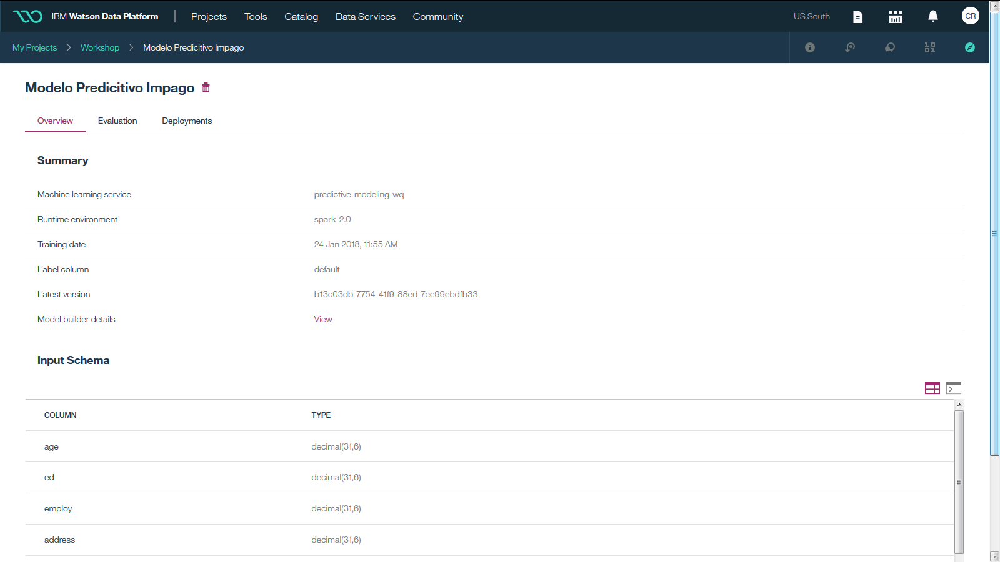 IBM Watson Data Platform | Projects Tools Catalog Data Services Community US South CR
My Projects > Workshop > Modelo Predicitivo Impago
Modelo Predicitivo Impago
Overview Evaluation Deployments
Summary
Machine learning service predictive-modeling-wq
Runtime environment spark-2.0
Training date 24 Jan 2018, 11:55 AM
Label column default
Latest version b13c03db-7754-41f9-88ed-7ee99ebdfb33
Model builder details View
Input Schema
COLUMN TYPE
age decimal(31,6)
ed decimal(31,6)
employ decimal(31,6)
address decimal(31,6)